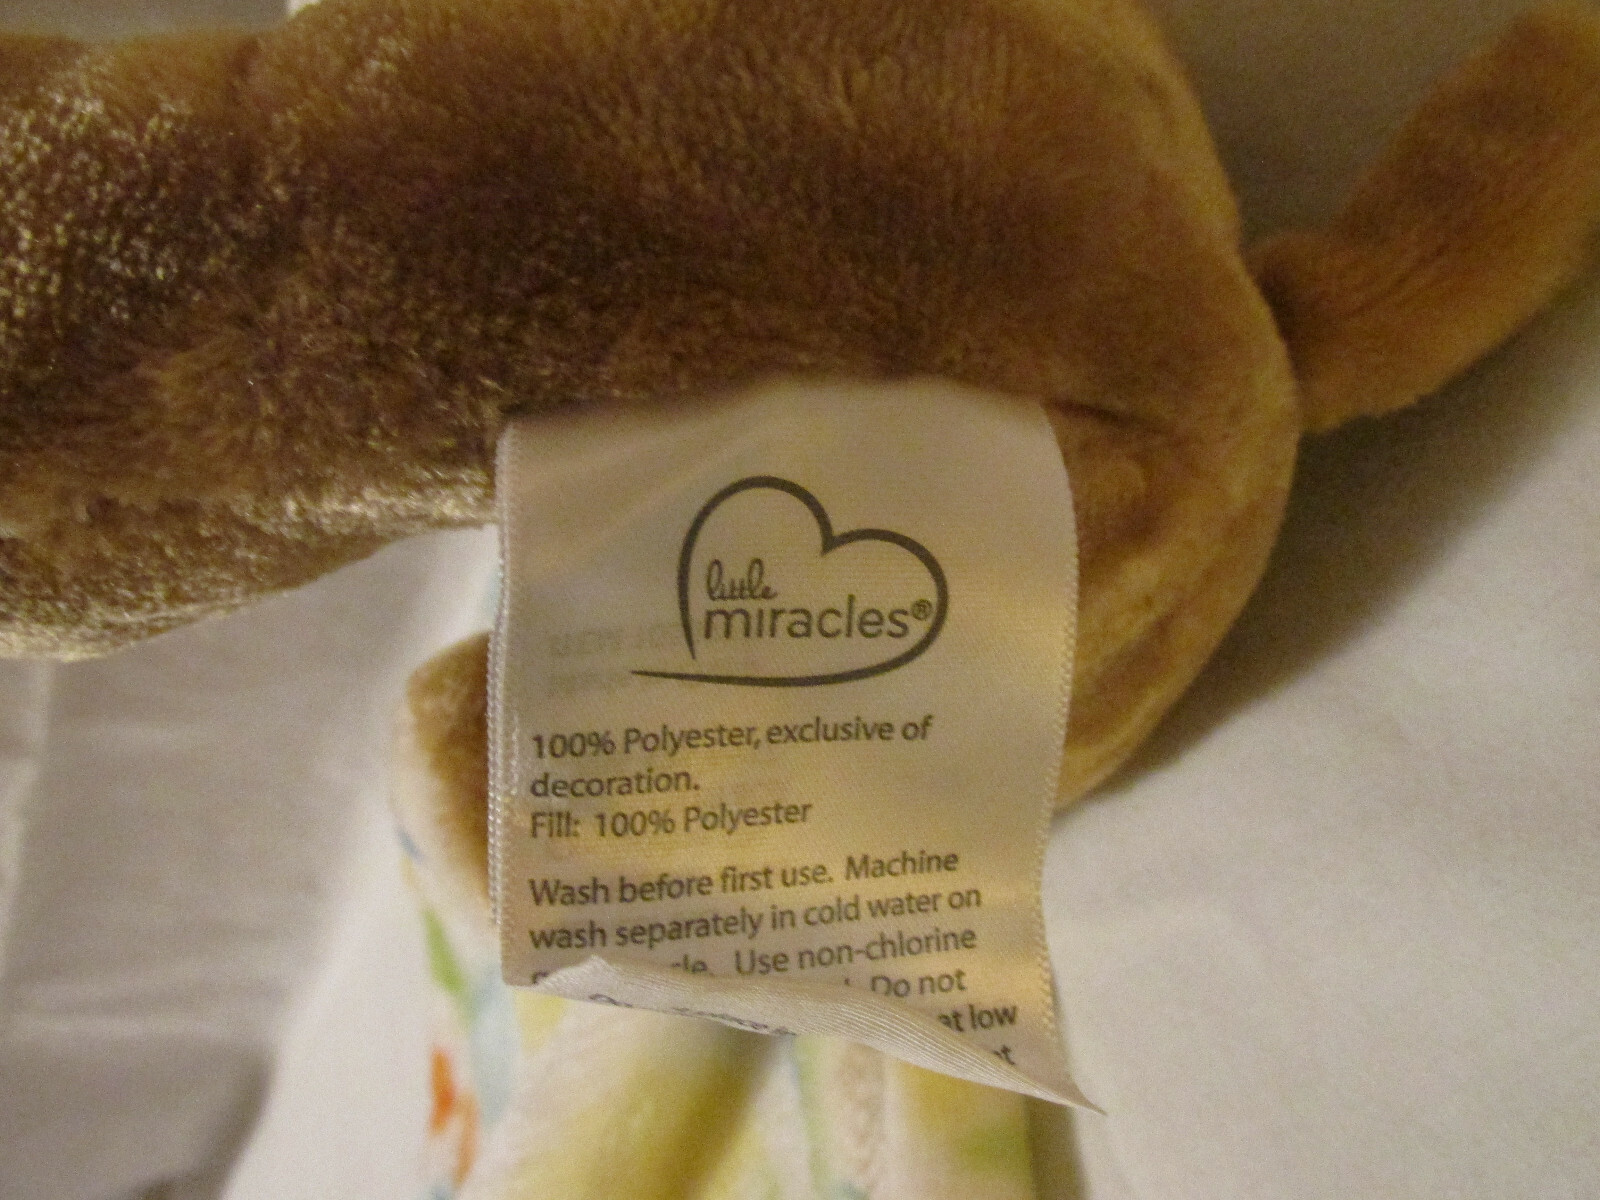 little
miracles®
100% Polyester, exclusive of
decoration.
Fill: 100% Polyester
Wash before first use. Machine
wash separately in cold water on
Use non-chlorine
Do not
at low